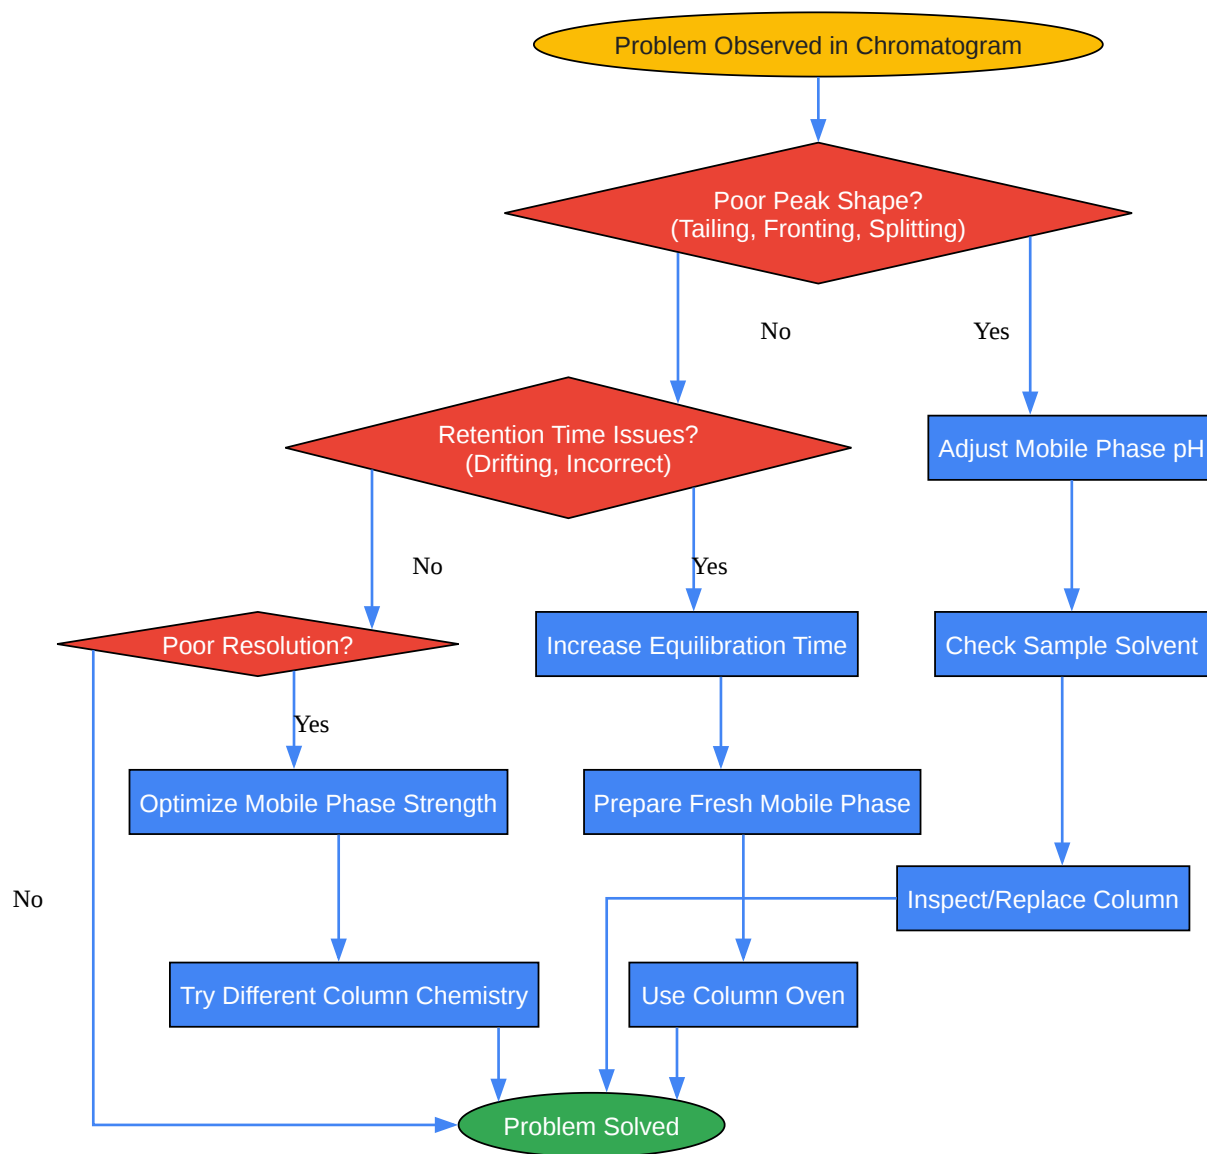 Problem Observed in Chromatogram
Poor Peak Shape?
(Tailing, Fronting, Splitting)
No
Yes
Retention Time Issues?
(Drifting, Incorrect)
Adjust Mobile Phase pH
No
Yes
Poor Resolution?
Increase Equilibration Time
Check Sample Solvent
Yes
Optimize Mobile Phase Strength
Prepare Fresh Mobile Phase
No
Inspect/Replace Column
Try Different Column Chemistry
Use Column Oven
Problem Solved